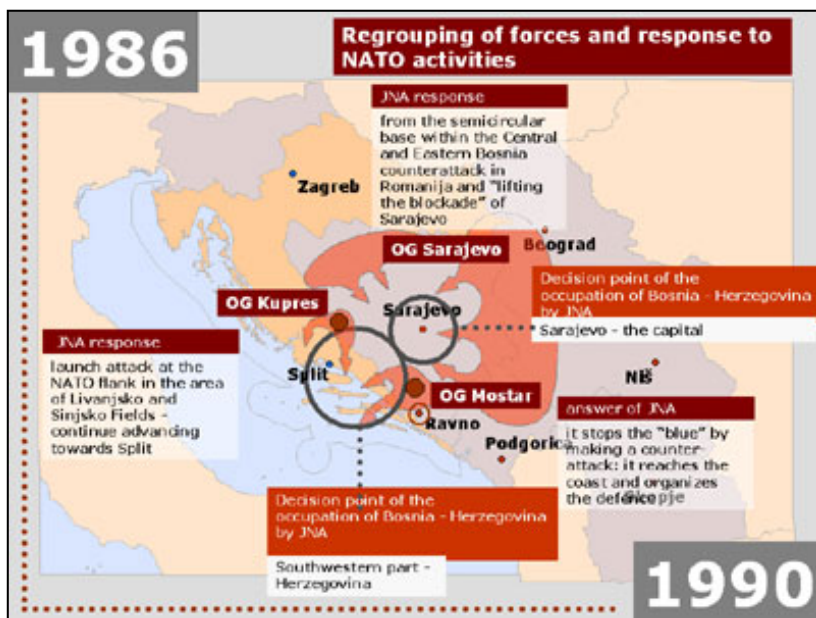 1986
Regrouping of forces and response to
NATO activities
JNA response
from the semicircular
base within the Central
and Eastern Bosnia
counterattack in
Romanija and "lifting
the blockade" of
Sarajevo
Zagreb
Beograd
OG Sarajevo
OG Kupres
Sarajevo
Decision point of the
occupation of Bosnia - Herzegovina
by JNA
Sarajevo - the capital
JNA response
launch attack at the
NATO flank in the area
of Livanjsko and
Sinjsko Fields -
continue advancing
towards Split
Split
OG Mostar
Ravno
Niš
Podgorica
answer of JNA
it stops the "blue" by
making a counter-
attack: it reaches the
coast and organizes
the defence
Skopje
Decision point of the
occupation of Bosnia - Herzegovina
by JNA
Southwestern part -
Herzegovina
1990